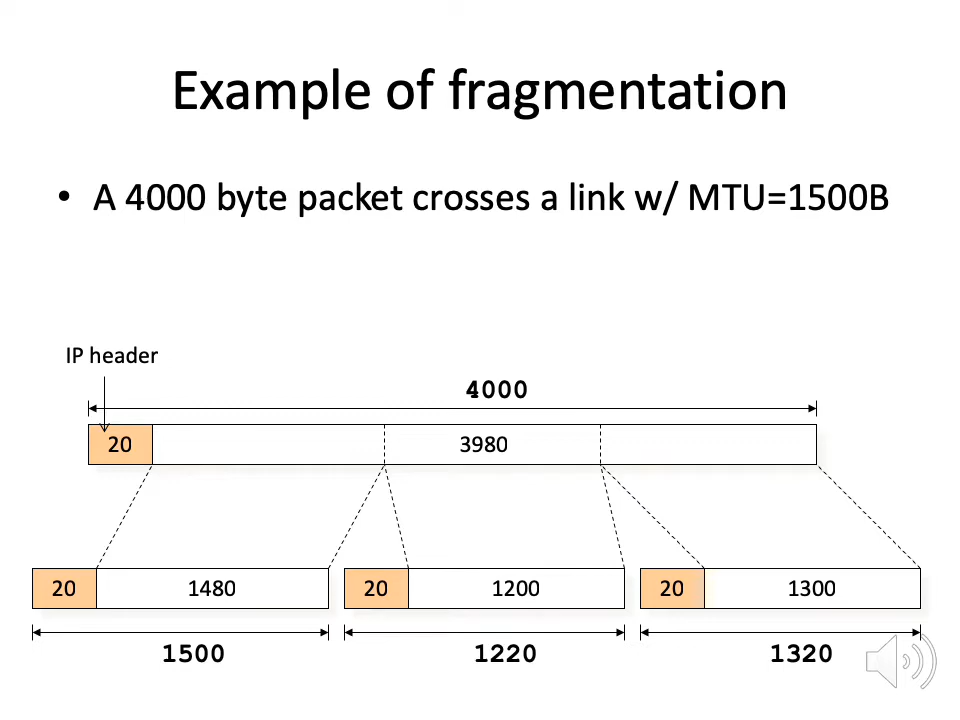 Example of fragmentation
• A 4000 byte packet crosses a link w/ MTU=1500B
IP header
4000
20 3980
20 1480 20 1200 20 1300
1500 1220 1320